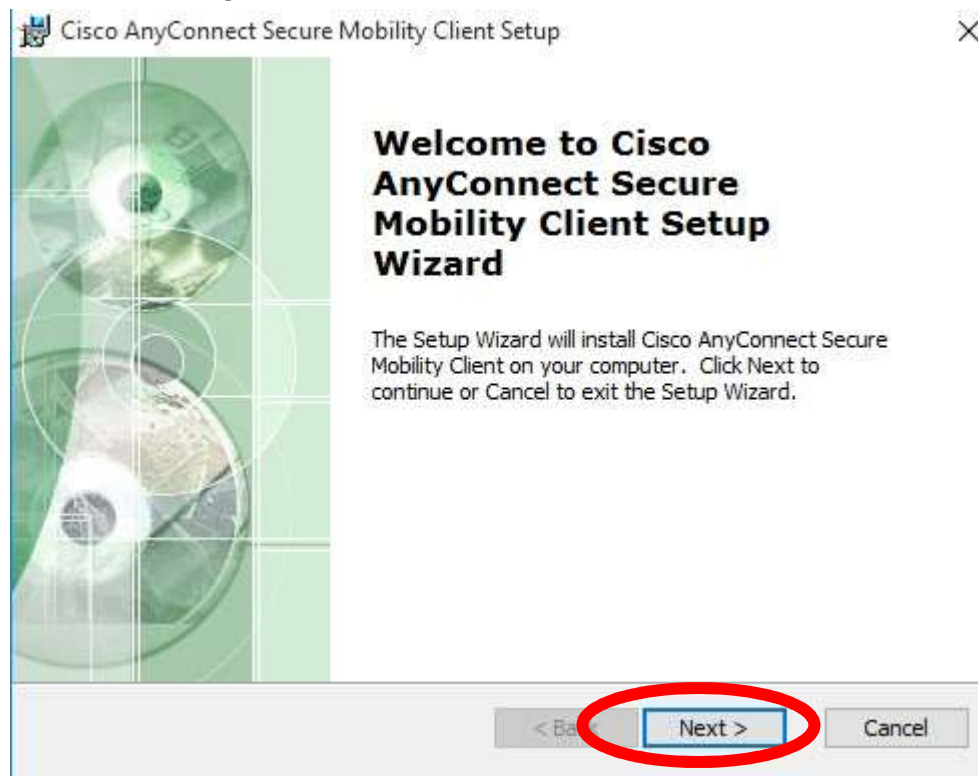 Cisco AnyConnect Secure Mobility Client Setup
Welcome to Cisco
AnyConnect Secure
Mobility Client Setup
Wizard
The Setup Wizard will install Cisco AnyConnect Secure
Mobility Client on your computer. Click Next to
continue or Cancel to exit the Setup Wizard.
Next > Cancel